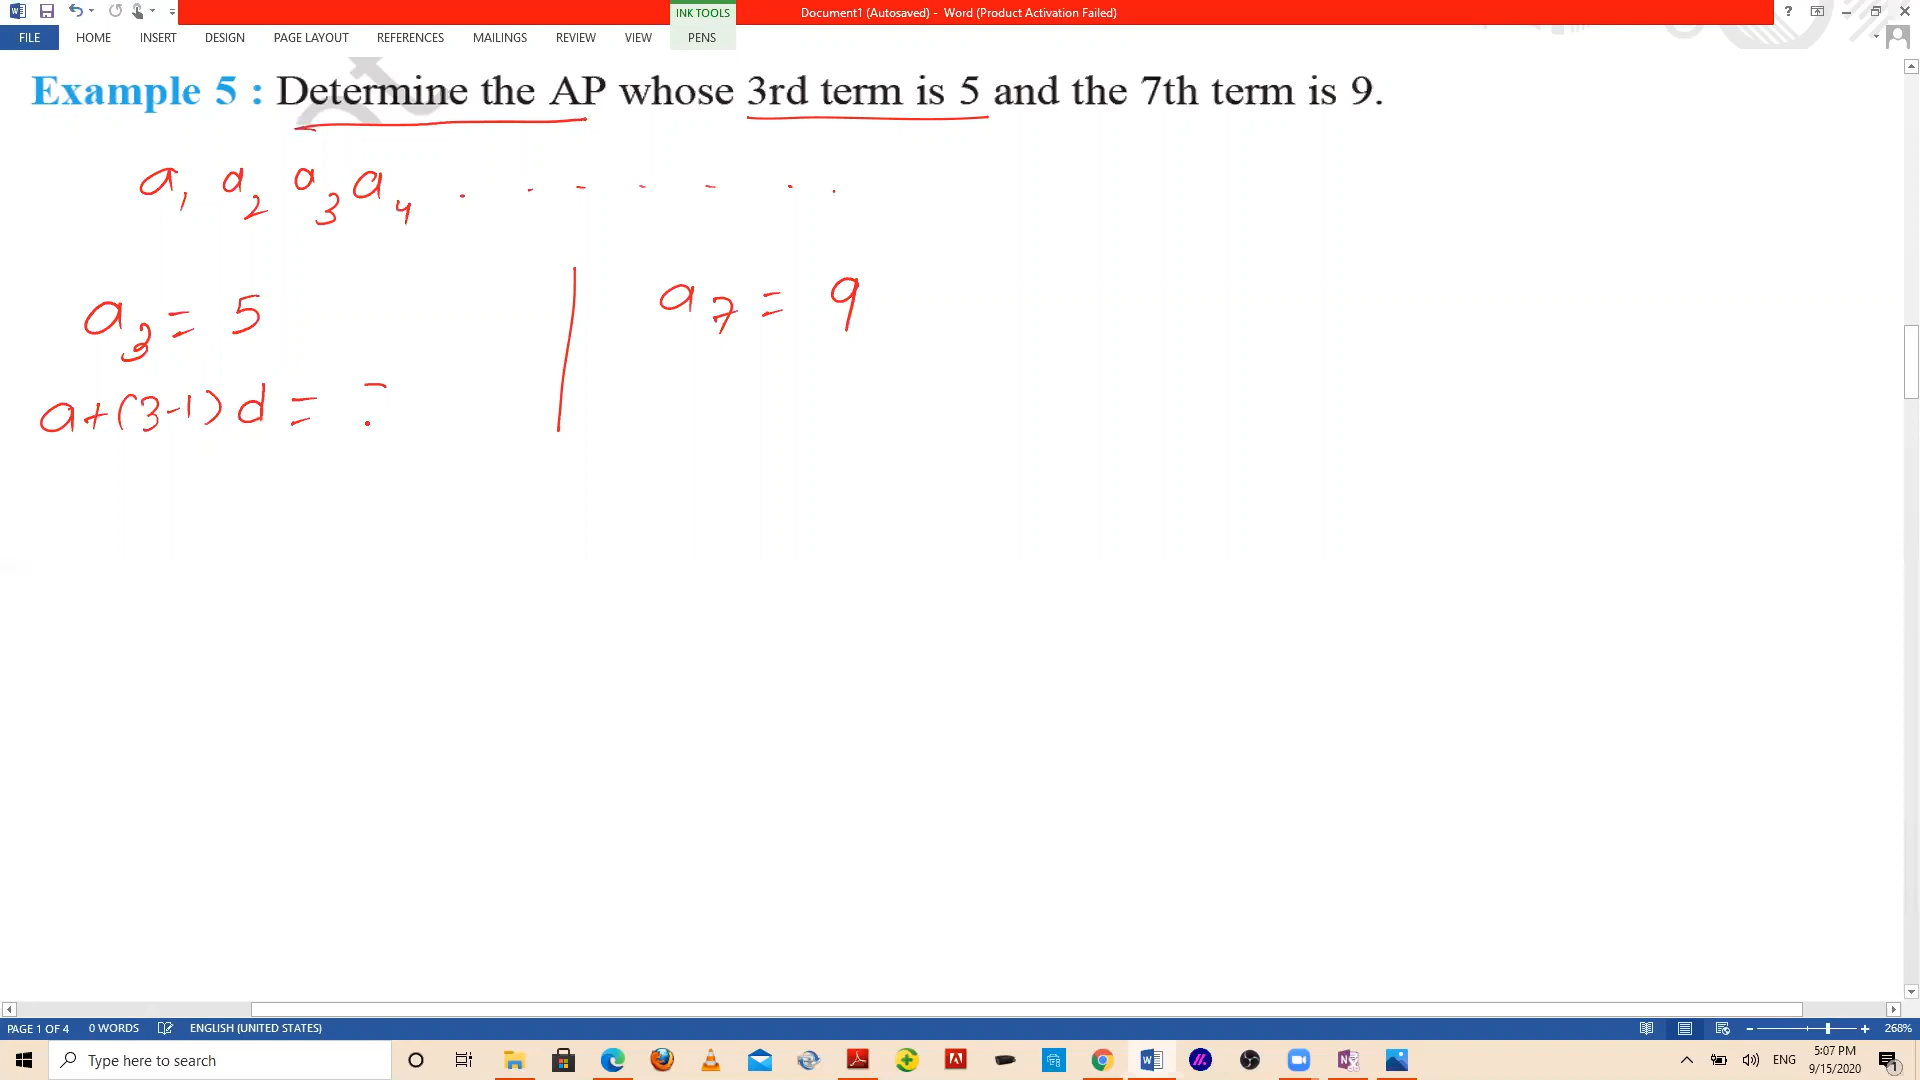 INK TOOLS
Document1 (Autosaved) - Word (Product Activation Failed)
?
FILE HOME INSERT DESIGN PAGE LAYOUT REFERENCES MAILINGS REVIEW VIEW PENS
Example 5 : Determine the AP whose 3rd term is 5 and the 7th term is 9.
a₁ a₂ a₃ a₄ . . . . . . .
a₃ = 5
a₇ = 9
a+(3-1)d =
PAGE 1 OF 4 0 WORDS ENGLISH (UNITED STATES) 268%
Type here to search
ENG
5:07 PM
9/15/2020
1